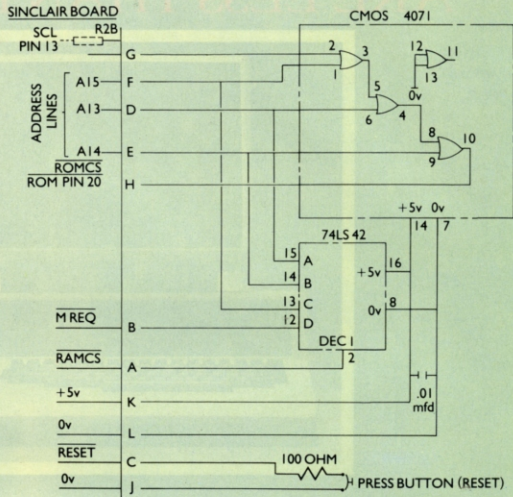 SINCLAIR BOARD
CMOS 4071
SCL
PIN 13
R2B
G
2
3
1
12
11
13
0v
ADDRESS
LINES
A15
F
A13
D
5
6
4
A14
E
8
9
10
ROMCS
ROM PIN 20
H
+5v 0v
14 7
74LS 42
15 A
14 B
13 C
12 D
+5v 16
0v 8
DEC 1
2
M REQ
B
RAMCS
A
+5v
K
.01
mfd
0v
L
RESET
C
100 OHM
0v
J
PRESS BUTTON (RESET)